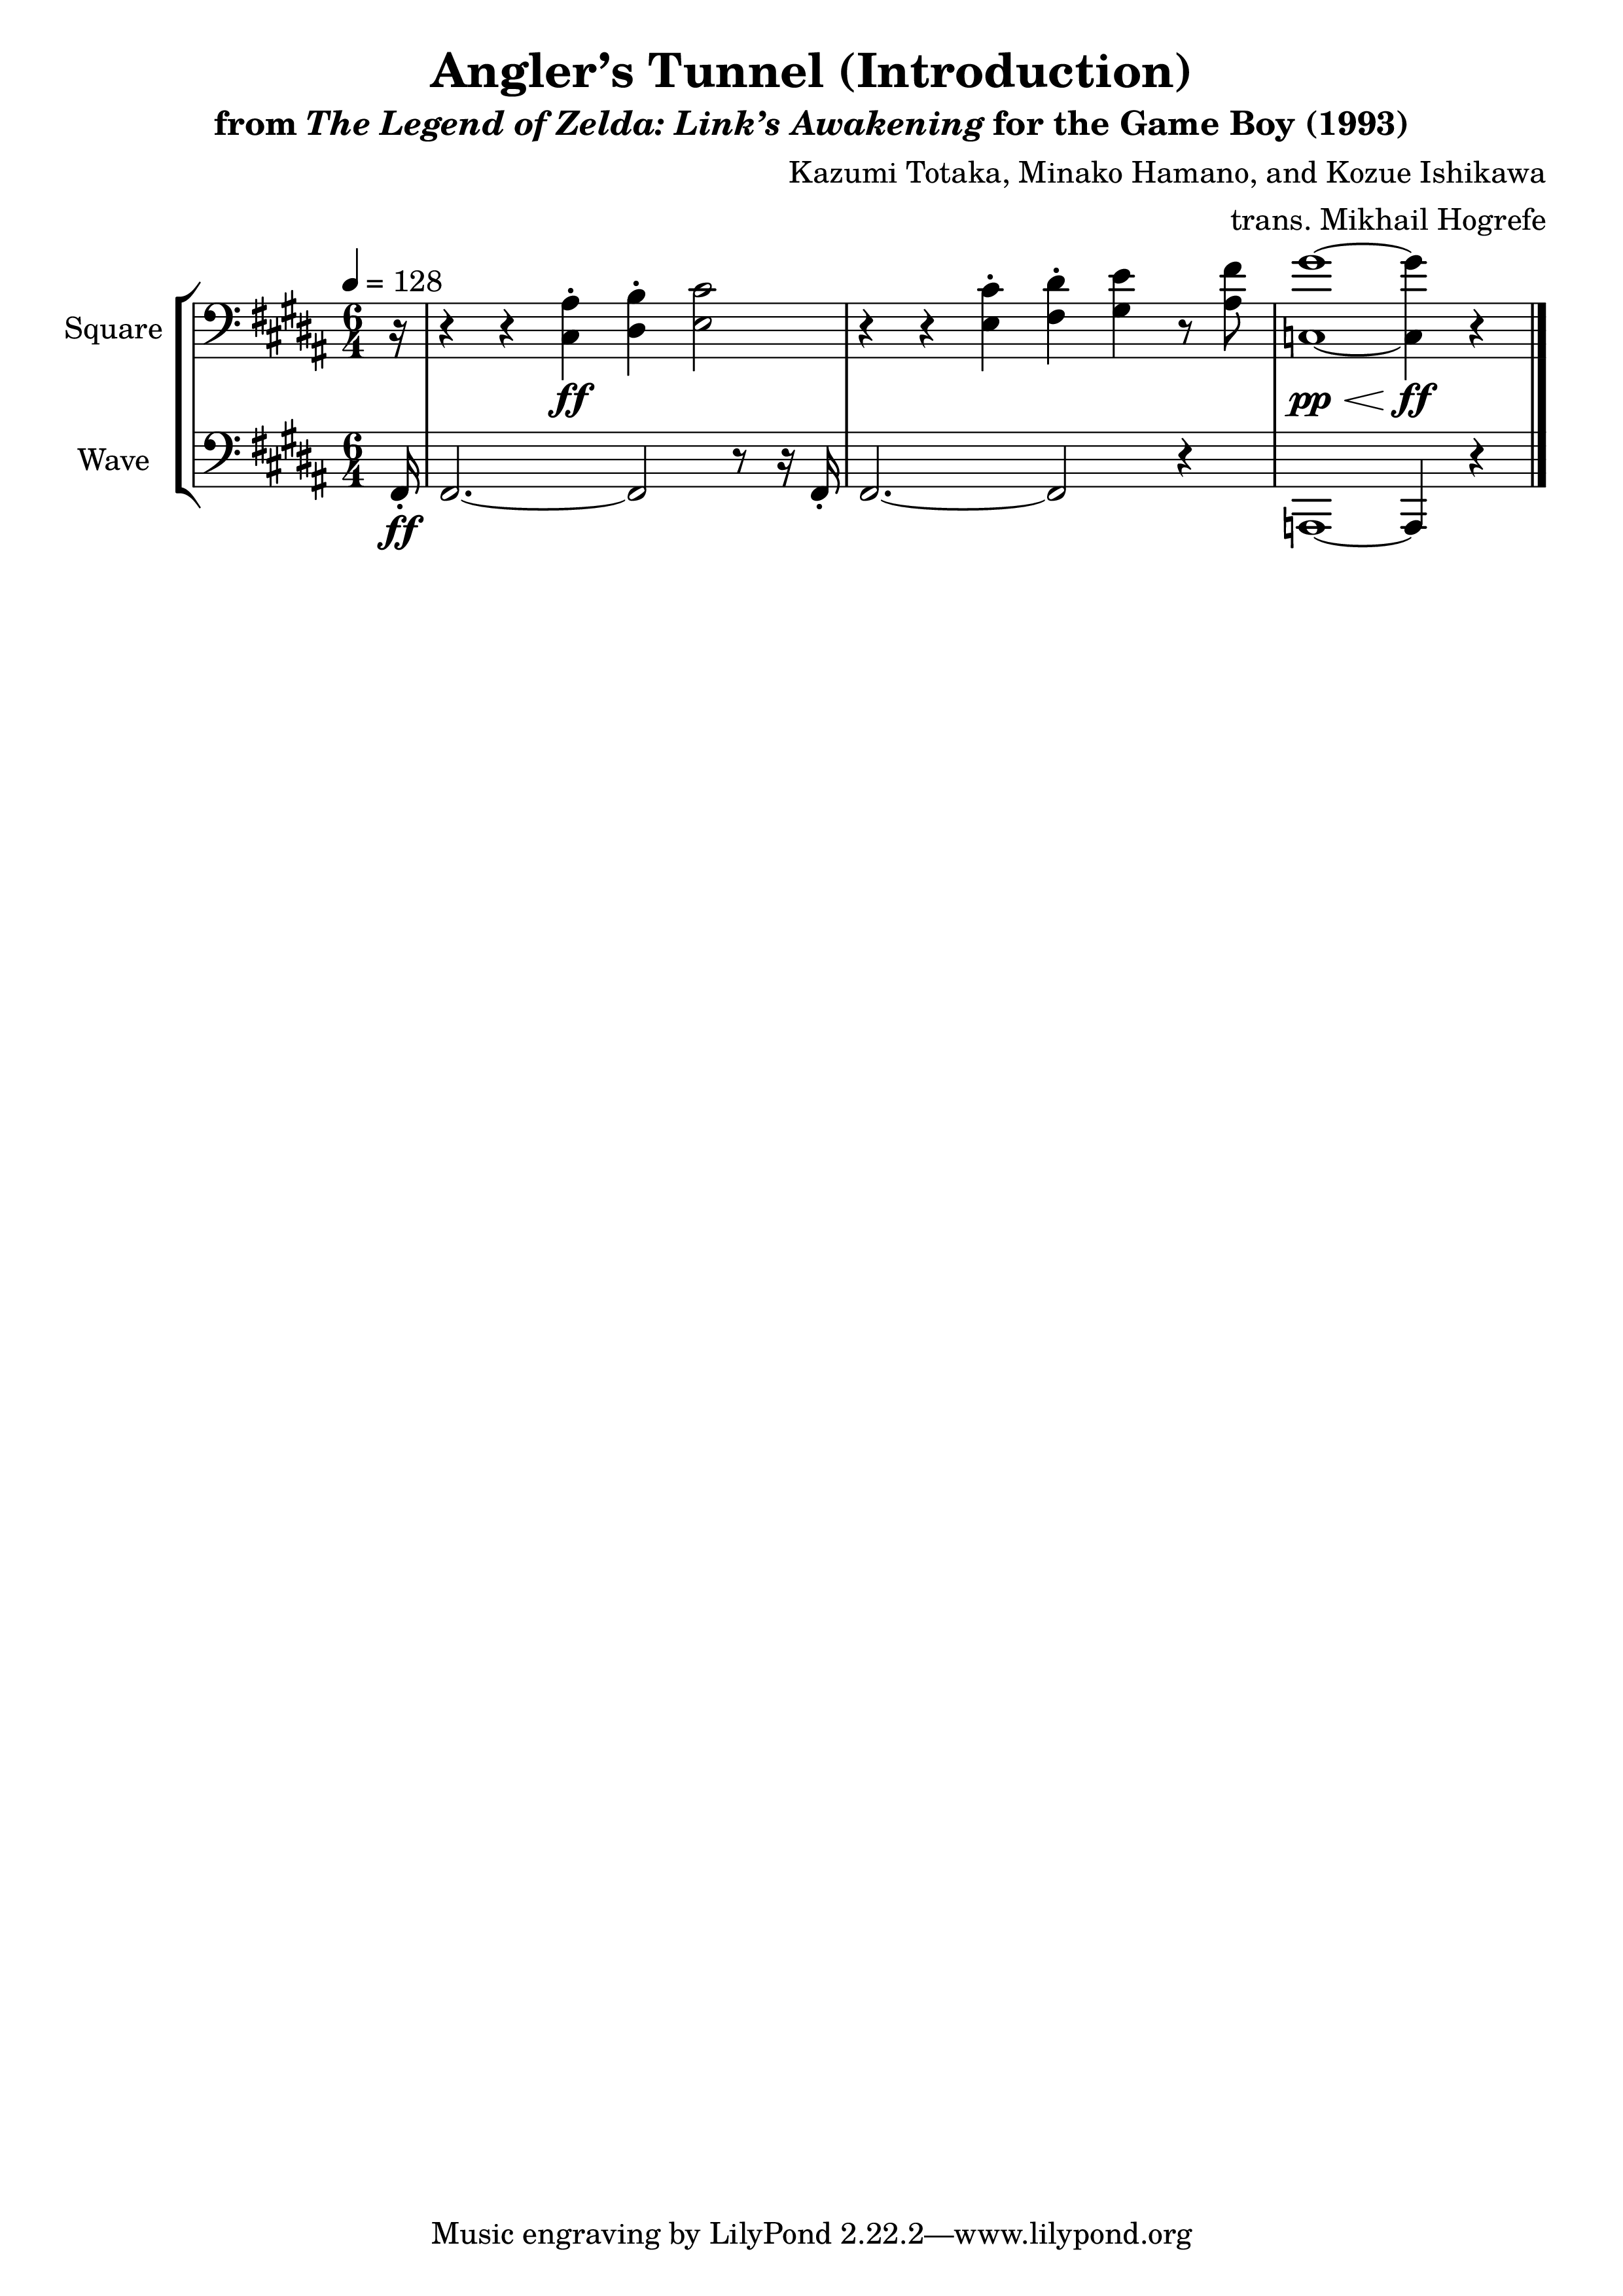 Angler’s Tunnel (Introduction)
from The Legend of Zelda: Link’s Awakening for the Game Boy (1993)
Kazumi Totaka, Minako Hamano, and Kozue Ishikawa
trans. Mikhail Hogrefe
= 128
Square
6
4
ff
pp
ff
Wave
6
4
ff
Music engraving by LilyPond 2.22.2—www.lilypond.org